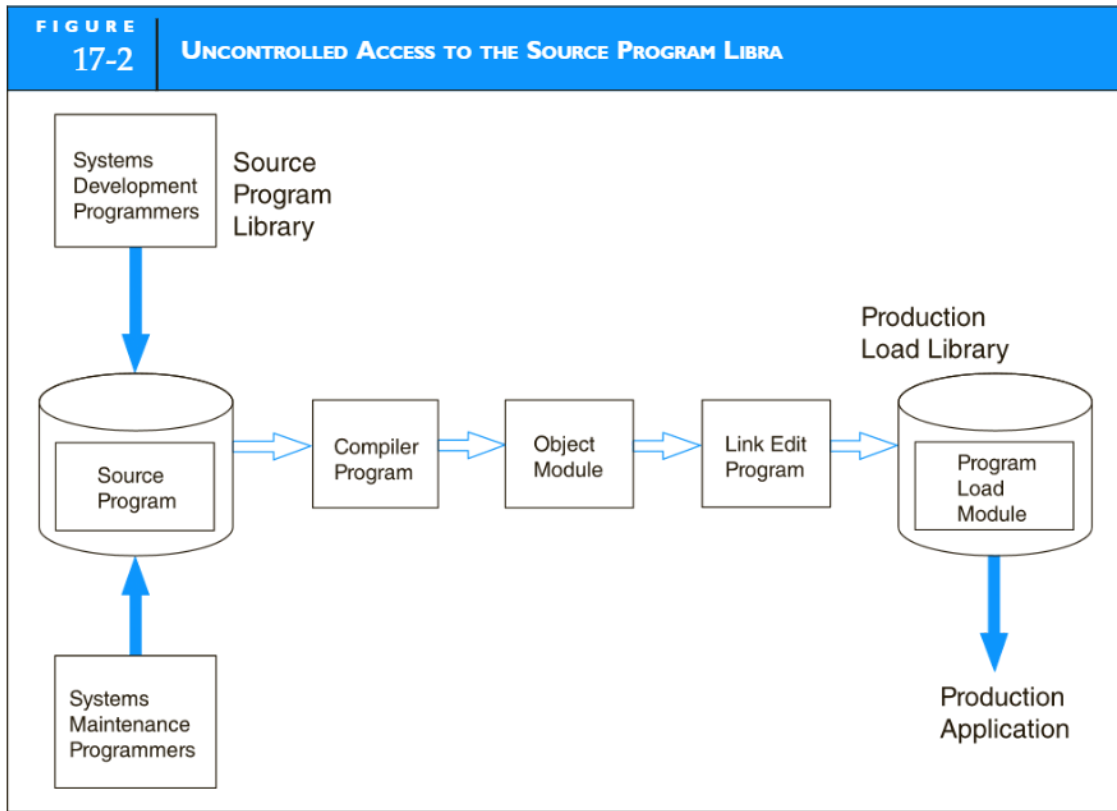 FIGURE
17-2
UNCONTROLLED ACCESS TO THE SOURCE PROGRAM LIBRA
Systems
Development
Programmers
Source
Program
Library
Production
Load Library
Source
Program
Compiler
Program
Object
Module
Link Edit
Program
Program
Load
Module
Systems
Maintenance
Programmers
Production
Application